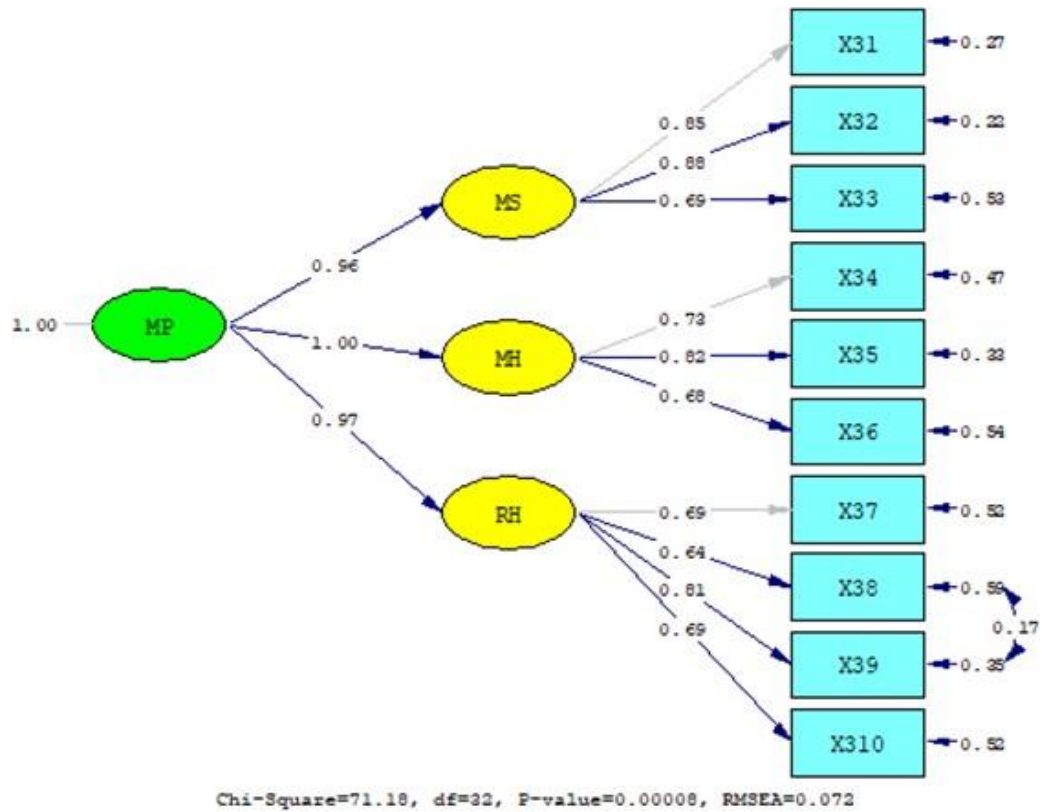 X31
0.27
0.85
X32
0.22
0.88
X33
0.53
0.69
MS
X34
0.47
0.73
0.96
1.00
MP
1.00
MH
X35
0.33
0.82
X36
0.54
0.68
0.97
RH
X37
0.52
0.69
X38
0.59
0.64
0.17
X39
0.35
0.81
X310
0.52
0.69
Chi-Square=71.18, df=32, P-value=0.00008, RMSEA=0.072